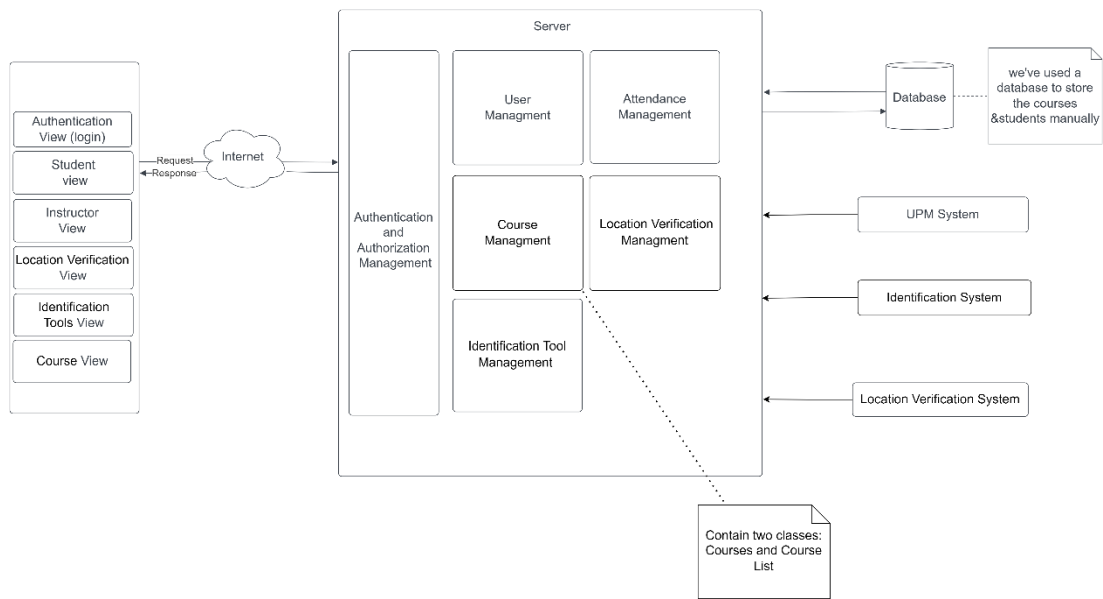 Server
Authentication
View (login)
Student
view
Instructor
View
Location Verification
View
Identification
Tools View
Course View
Request
Response
Internet
Authentication
and
Authorization
Management
User
Managment
Attendance
Management
Course
Managment
Location Verification
Managment
Identification Tool
Management
Database
we've used a
database to store
the courses
&students manually
UPM System
Identification System
Location Verification System
Contain two classes:
Courses and Course
List